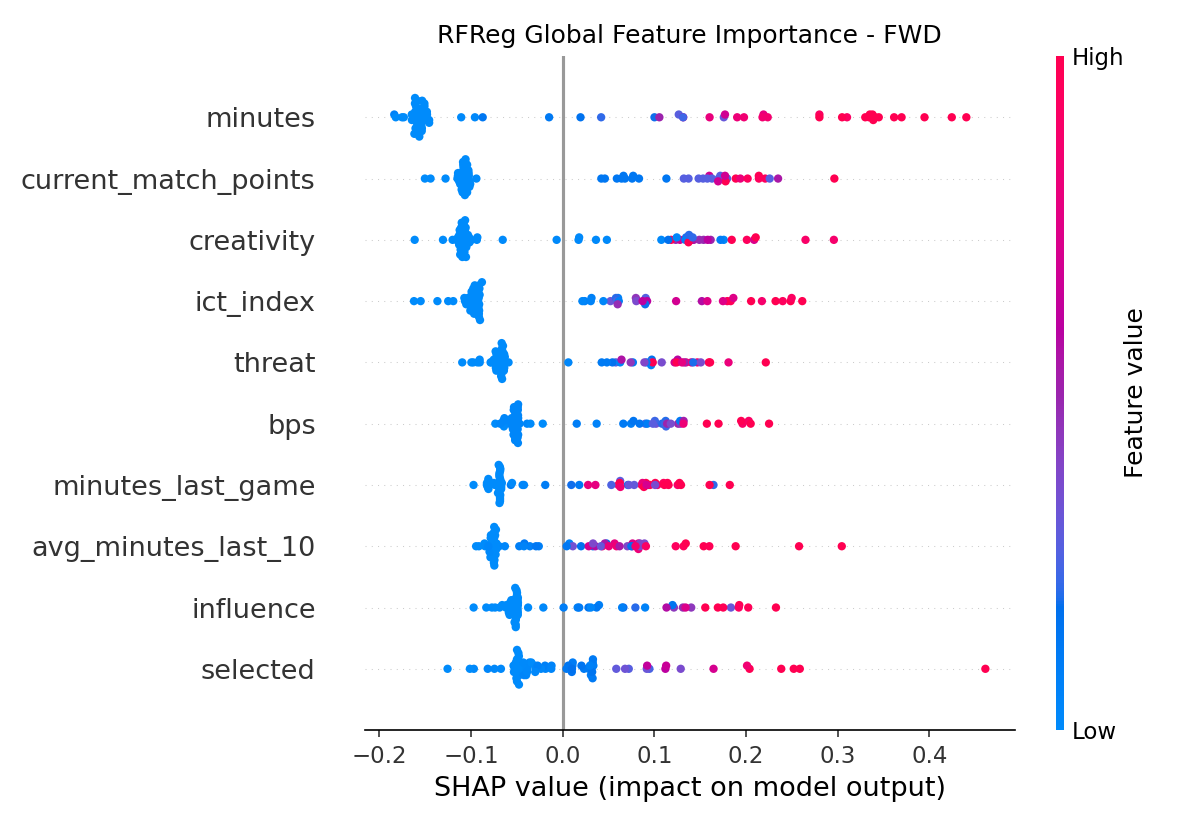 RFReg Global Feature Importance - FWD
High
minutes
current_match_points
creativity
ict_index
threat
bps
minutes_last_game
avg_minutes_last_10
influence
selected
Feature value
Low
−0.2 −0.1 0.0 0.1 0.2 0.3 0.4
SHAP value (impact on model output)